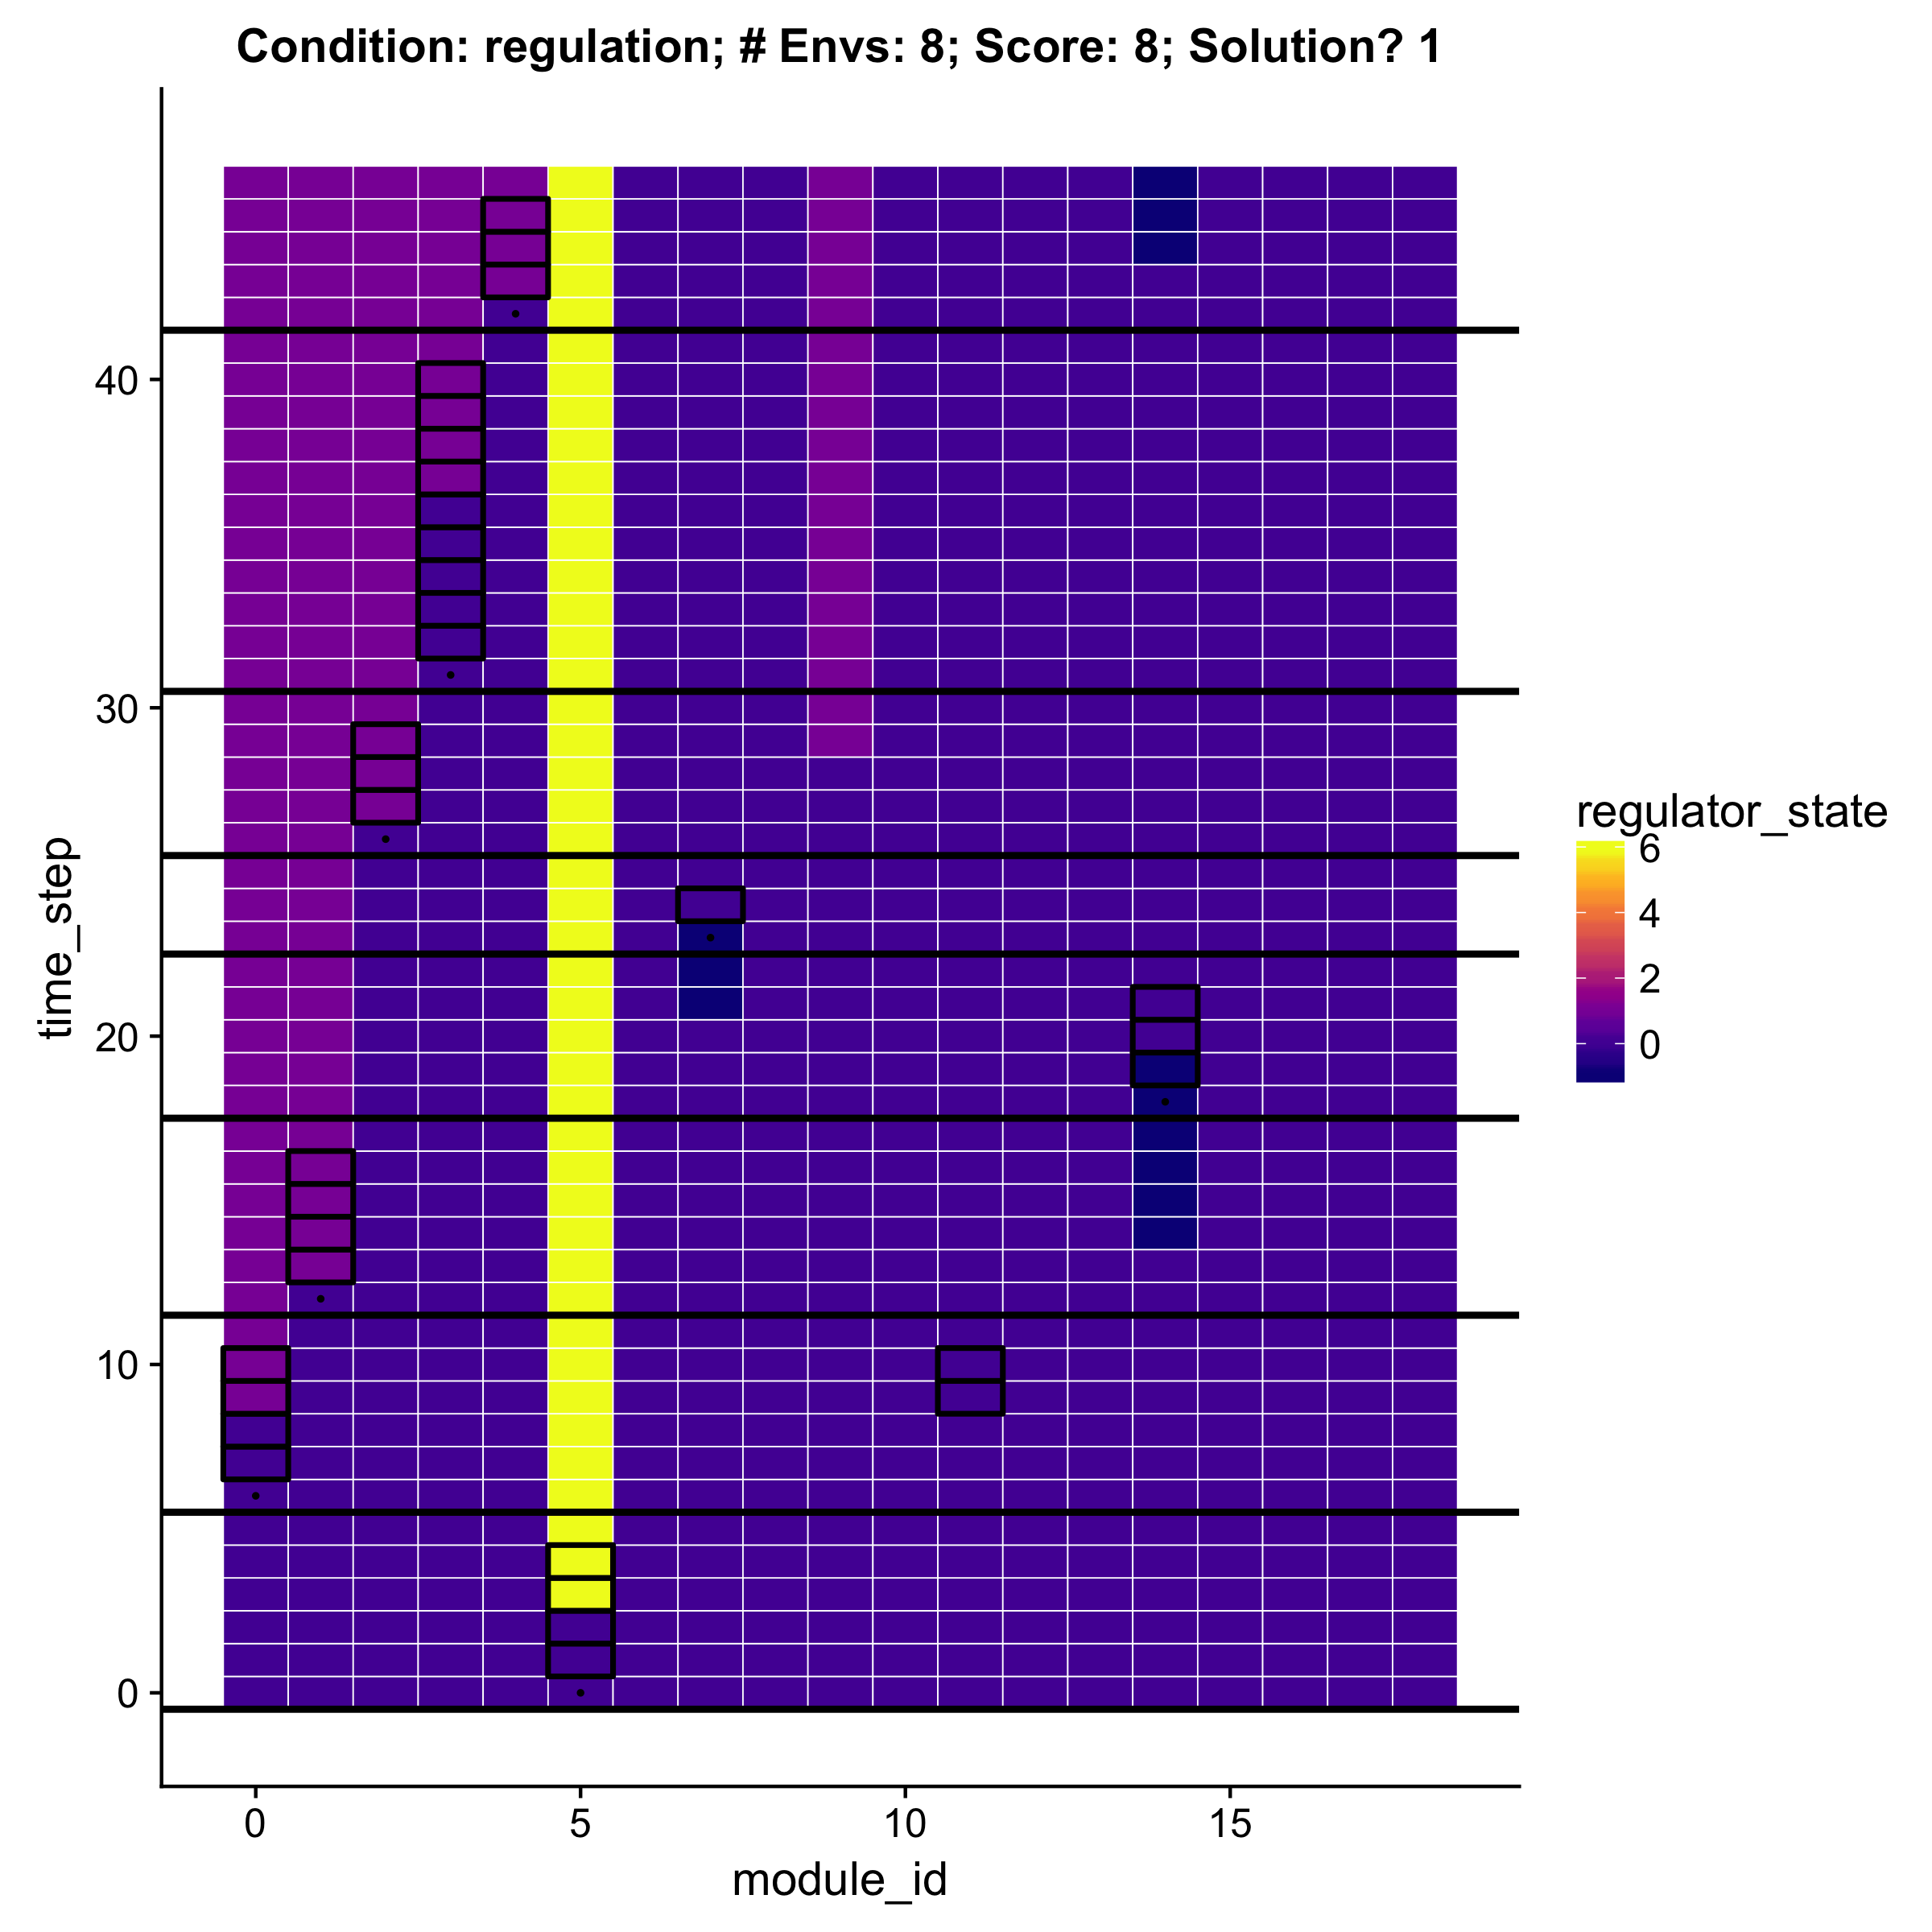 Condition: regulation; # Envs: 8; Score: 8; Solution? 1
time_step
40
30
20
10
0
0 5 10 15
module_id
regulator_state
6
4
2
0